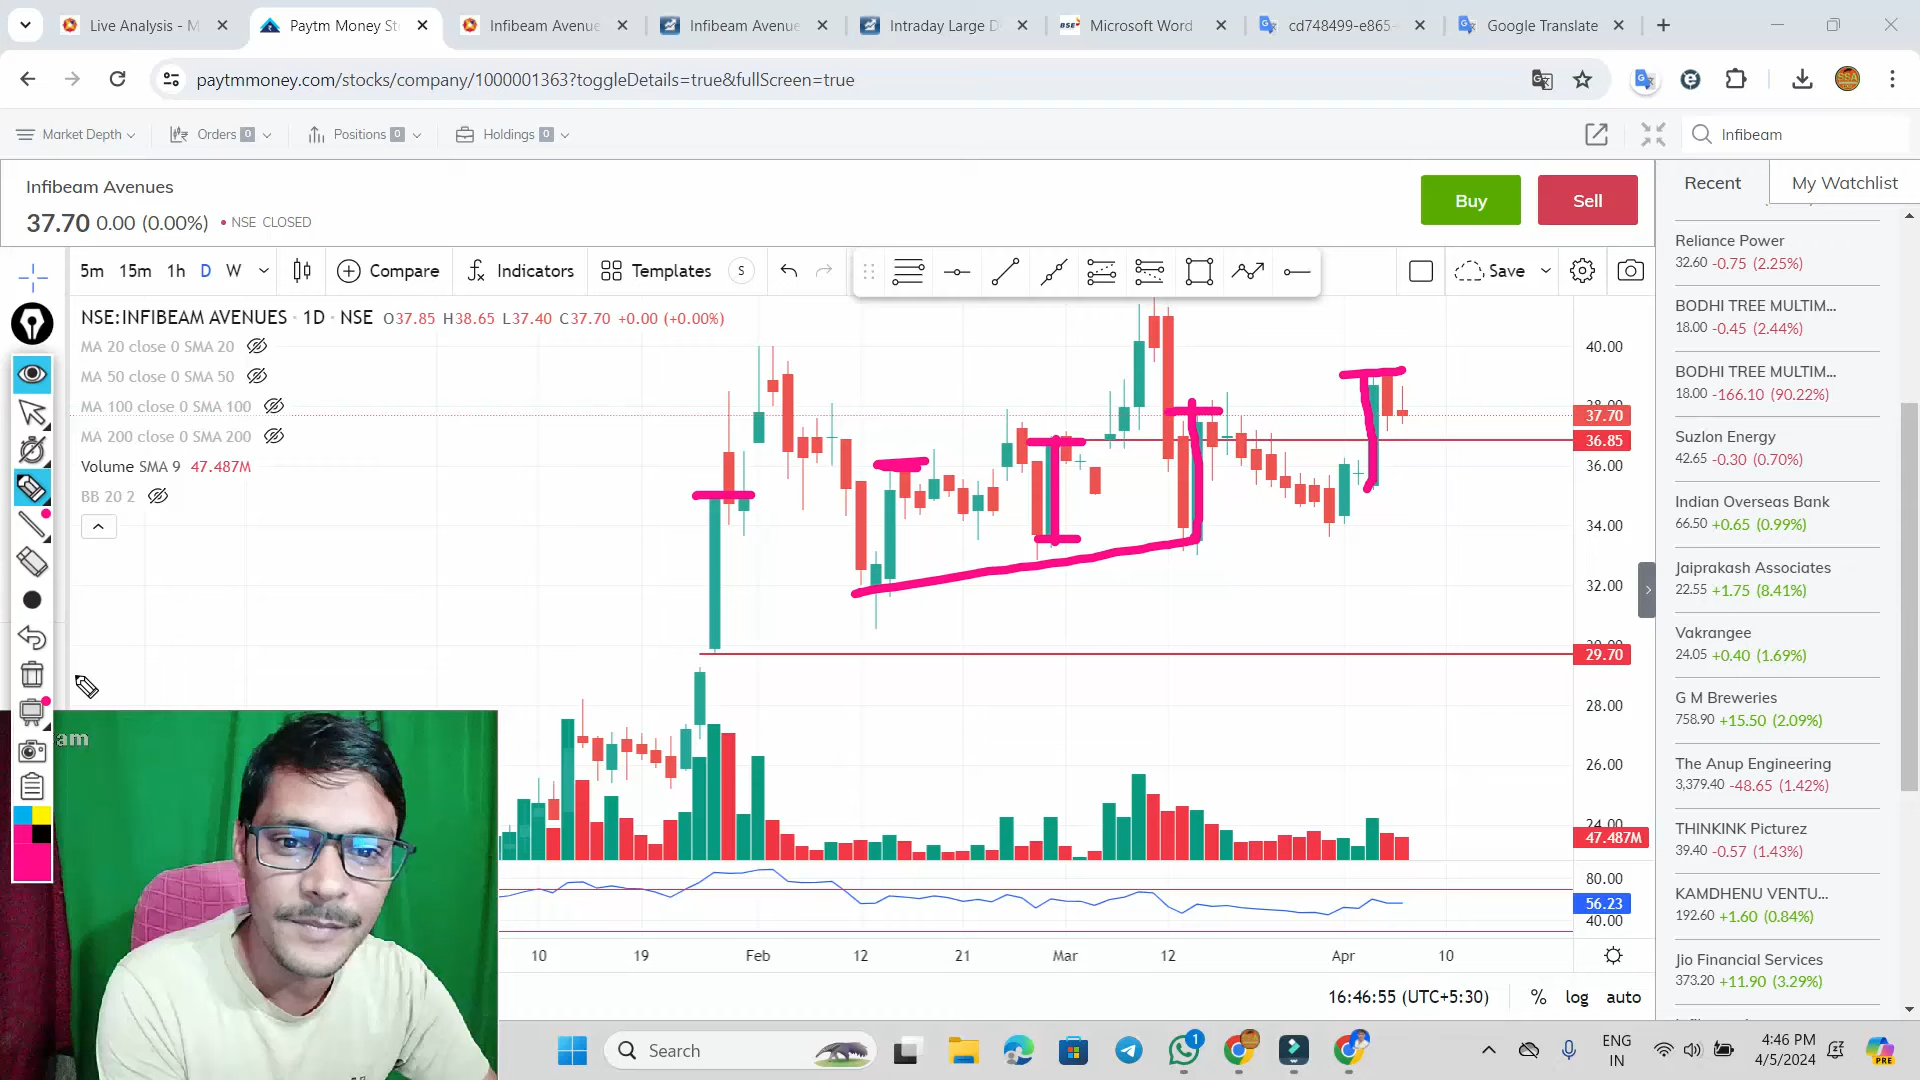 Live Analysis - M
Paytm Money St
Infibeam Avenue
Infibeam Avenue
Intraday Large D
BSE
Microsoft Word
cd748499-e865-
Google Translate
paytmmoney.com/stocks/company/1000001363?toggleDetails=true&fullScreen=true
Market Depth
Orders 0
Positions 0
Holdings 0
Infibeam
Infibeam Avenues
37.70 0.00 (0.00%) • NSE CLOSED
Buy
Sell
Recent
My Watchlist
5m 15m 1h D W
Compare
Indicators
Templates
S
Save
NSE:INFIBEAM AVENUES · 1D · NSE O37.85 H38.65 L37.40 C37.70 +0.00 (+0.00%)
MA 20 close 0 SMA 20
MA 50 close 0 SMA 50
MA 100 close 0 SMA 100
MA 200 close 0 SMA 200
Volume SMA 9 47.487M
BB 20 2
40.00
38.00
37.70
36.85
36.00
34.00
32.00
30.00
29.70
28.00
26.00
24.00
47.487M
80.00
56.23
40.00
am
10 19 Feb 12 21 Mar 12 Apr 10
16:46:55 (UTC+5:30) % log auto
Reliance Power
32.60 -0.75 (2.25%)
BODHI TREE MULTIM...
18.00 -0.45 (2.44%)
BODHI TREE MULTIM...
18.00 -166.10 (90.22%)
Suzlon Energy
42.65 -0.30 (0.70%)
Indian Overseas Bank
66.50 +0.65 (0.99%)
Jaiprakash Associates
22.55 +1.75 (8.41%)
Vakrangee
24.05 +0.40 (1.69%)
G M Breweries
758.90 +15.50 (2.09%)
The Anup Engineering
3,379.40 -48.65 (1.42%)
THINKINK Picturez
39.40 -0.57 (1.43%)
KAMDHENU VENTU...
192.60 +1.60 (0.84%)
Jio Financial Services
373.20 +11.90 (3.29%)
Search
1
ENG
IN
4:46 PM
4/5/2024
PRE